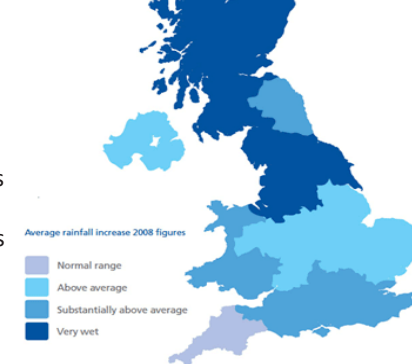 s
s
Average rainfall increase 2008 figures
Normal range
Above average
Substantially above average
Very wet